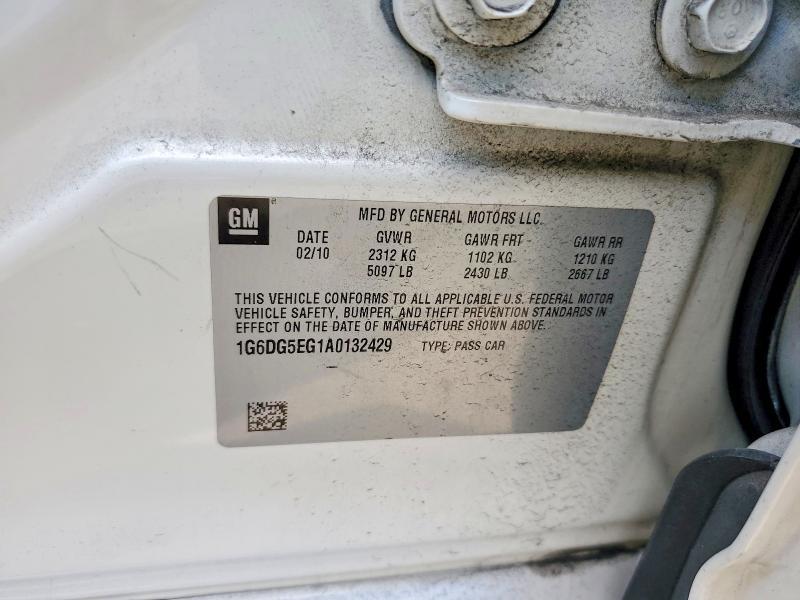 GM
MFD BY GENERAL MOTORS LLC
DATE GVWR GAWR FRT GAWR RR
02/10 2312 KG 1102 KG 1210 KG
5097 LB 2430 LB 2667 LB
THIS VEHICLE CONFORMS TO ALL APPLICABLE U.S. FEDERAL MOTOR
VEHICLE SAFETY, BUMPER, AND THEFT PREVENTION STANDARDS IN
EFFECT ON THE DATE OF MANUFACTURE SHOWN ABOVE.
1G6DG5EG1A0132429 TYPE: PASS CAR